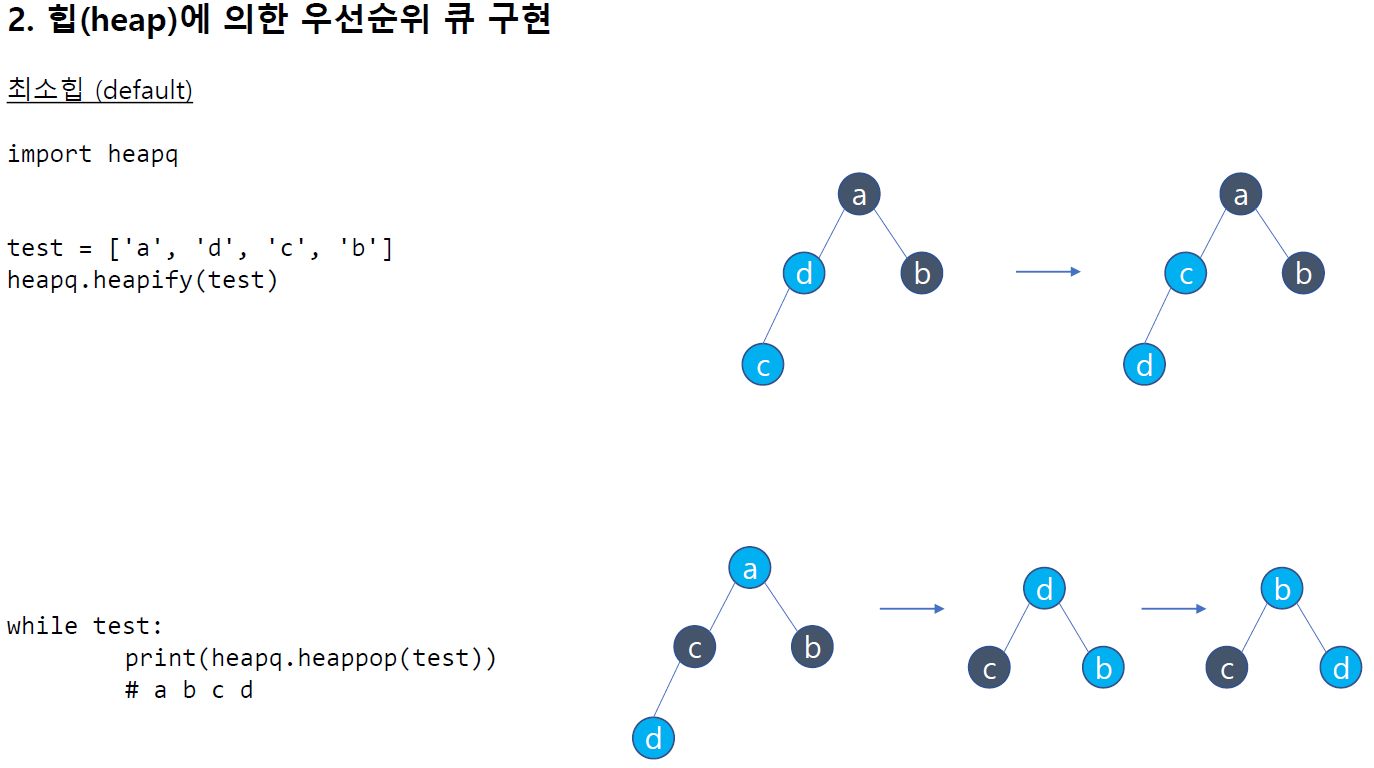 2. 힙(heap)에 의한 우선순위 큐 구현
최소힙 (default)
import heapq
test = ['a', 'd', 'c', 'b']
heapq.heapify(test)
a
d
b
c
a
c
b
d
while test:
print(heapq.heappop(test))
# a b c d
a
c
b
d
d
c
b
b
c
d